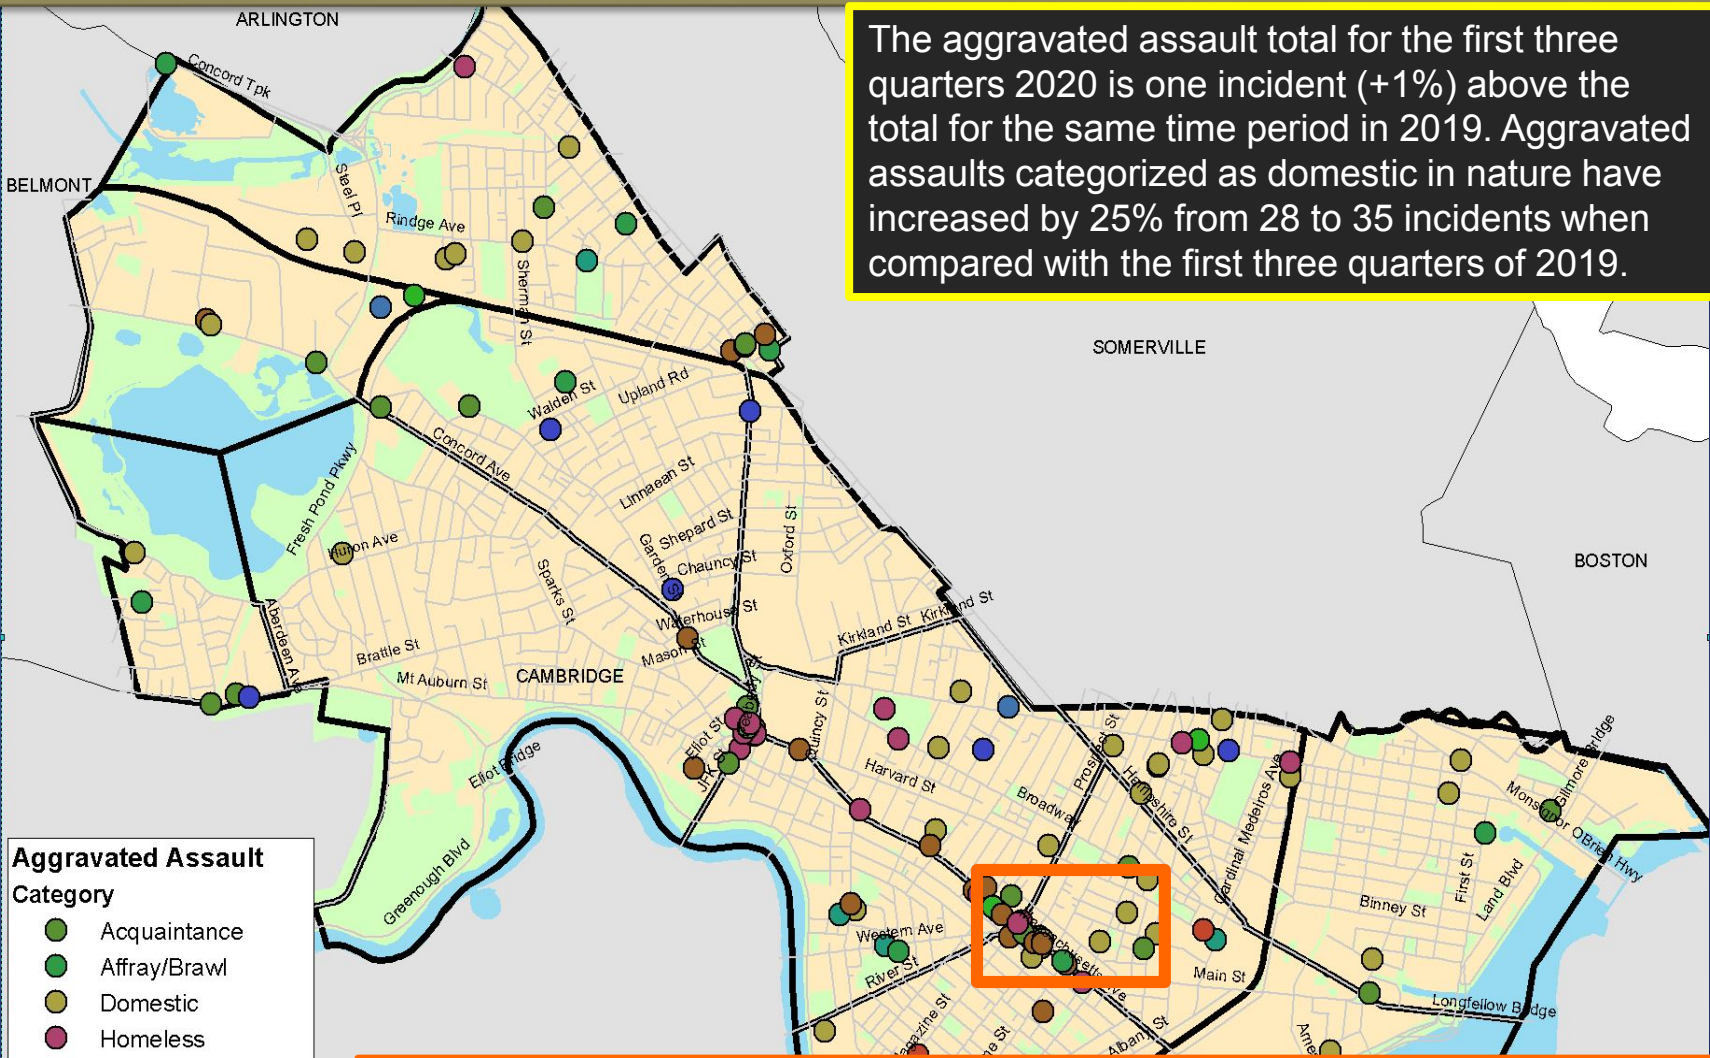 ARLINGTON
The aggravated assault total for the first three
quarters 2020 is one incident (+1%) above the
total for the same time period in 2019. Aggravated
assaults categorized as domestic in nature have
increased by 25% from 28 to 35 incidents when
compared with the first three quarters of 2019.
Concord Tpk
BELMONT
Steel Pl
Rindge Ave
Sherman St
SOMERVILLE
Walden St
Upland Rd
Concord Ave
Linnaean St
Fresh Pond Pkwy
Shepard St
Oxford St
Huron Ave
Garden St
Chauncy St
BOSTON
Sparks St
Waterhouse St
Kirkland St
Kirkland St
Aberdeen Ave
Brattle St
Mason St
Mt Auburn St
CAMBRIDGE
Quincy St
Eliot St
JFK St
Eliot Bridge
Harvard St
Prospect St
Hampshire St
Broadway
Cardinal Medeiros Ave
Gilmore Bridge
Monsignor OBrien Hwy
First St
Land Blvd
Binney St
Greenough Blvd
Western Ave
River St
Massachusetts Ave
Main St
Longfellow Bridge
Albany St
Aggravated Assault
Category
Acquaintance
Affray/Brawl
Domestic
Homeless